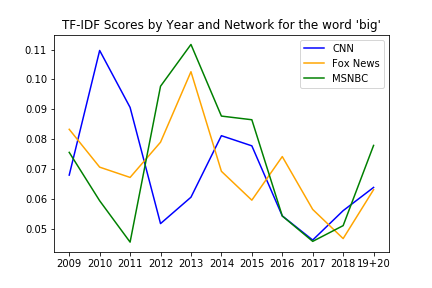 TF-IDF Scores by Year and Network for the word 'big'
CNN
Fox News
MSNBC
0.11
0.10
0.09
0.08
0.07
0.06
0.05
2009 2010 2011 2012 2013 2014 2015 2016 2017 2018 19+20